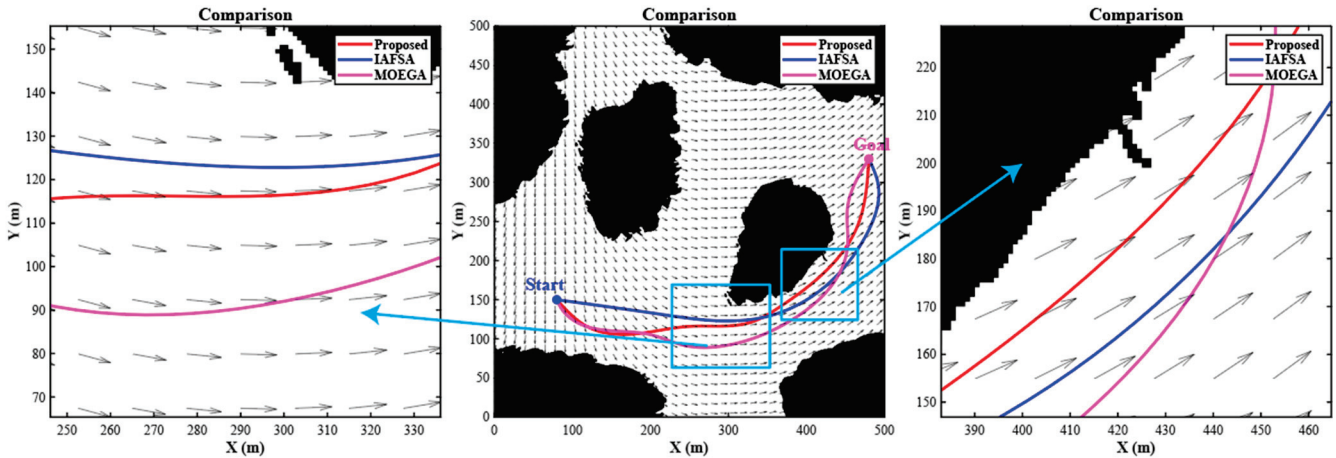 Comparison
Proposed
IAFSA
MOEGA
150
140
130
120
110
100
90
80
70
Y (m)
250 260 270 280 290 300 310 320 330
X (m)
Comparison
Proposed
IAFSA
MOEGA
Goal
Start
500
450
400
350
300
250
200
150
100
50
0
Y (m)
0 100 200 300 400 500
X (m)
Comparison
Proposed
IAFSA
MOEGA
220
210
200
190
180
170
160
150
Y (m)
390 400 410 420 430 440 450 460
X (m)